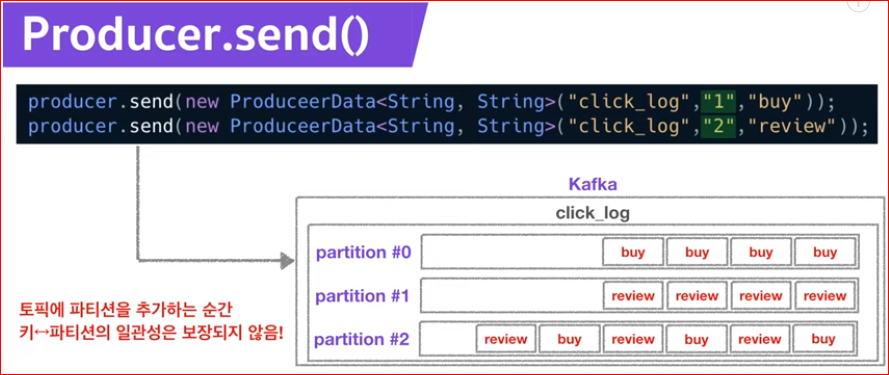 Producer.send()
producer.send(new ProduceerData<String, String>("click_log","1","buy"));
producer.send(new ProduceerData<String, String>("click_log","2","review"));
Kafka
click_log
partition #0
buy buy buy buy
partition #1
review review review review
partition #2
review buy review buy review buy
토픽에 파티션을 추가하는 순간
키↔파티션의 일관성은 보장되지 않음!